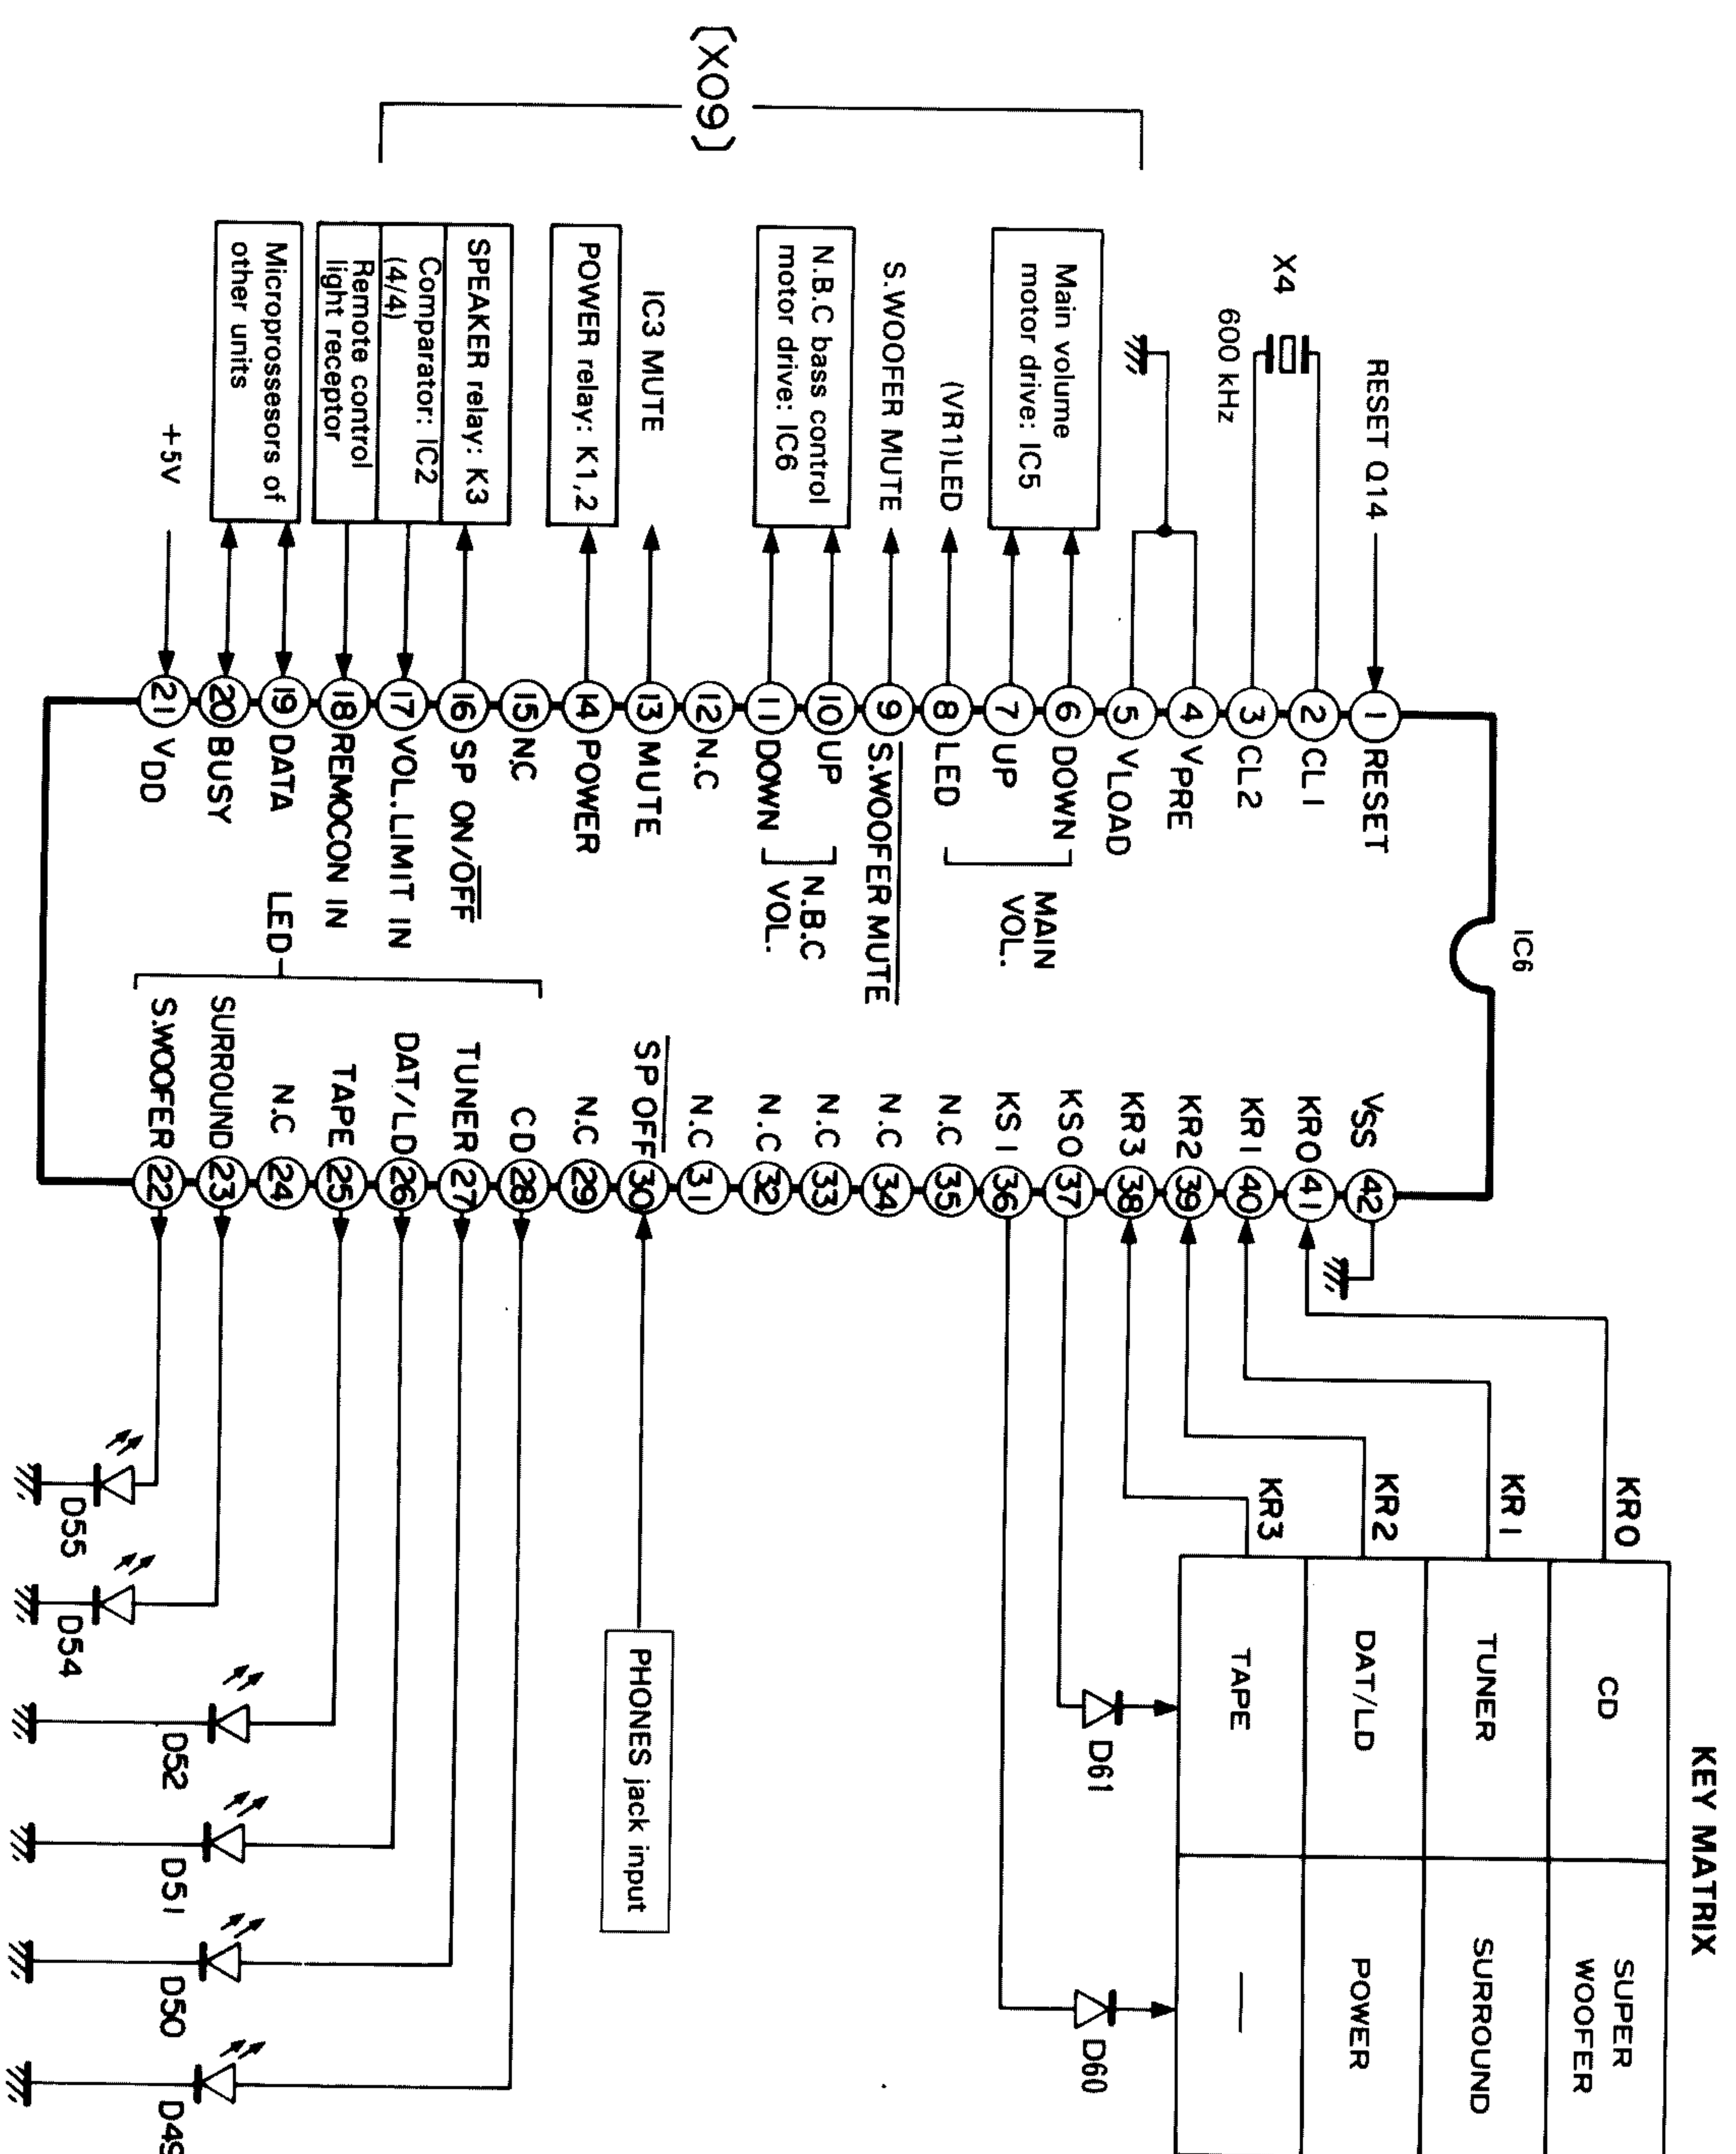 (X09)
X4
600 kHz
RESET Q14
Main volume
motor drive: IC5
(VR1)LED
S.WOOFER MUTE
N.B.C bass control
motor drive: IC6
IC3 MUTE
POWER relay: K1,2
SPEAKER relay: K3
Comparator: IC2
(4/4)
Remote control
light receptor
Microprossesors of
other units
+5V
IC6
1 RESET
2 CL1
3 CL2
4 VPRE
5 VLOAD
6 DOWN
7 UP
8 LED
MAIN
VOL.
9 S.WOOFER MUTE
10 UP
11 DOWN
N.B.C
VOL.
12 N.C
13 MUTE
14 POWER
15 N.C
16 SP ON/OFF
17 VOL.LIMIT IN
18 REMOCON IN
19 DATA
20 BUSY
21 VDD
VSS 42
KR0 41
KR1 40
KR2 39
KR3 38
KS0 37
KS1 36
N.C 35
N.C 34
N.C 33
N.C 32
N.C 31
SP OFF 30
N.C 29
CD 28
TUNER 27
DAT/LD 26
TAPE 25
N.C 24
SURROUND 23
S.WOOFER 22
LED
KEY MATRIX
KR0
CD
SUPER
WOOFER
KR1
TUNER
SURROUND
KR2
DAT/LD
POWER
KR3
TAPE
—
D61
D60
PHONES jack input
D55
D54
D52
D51
D50
D49